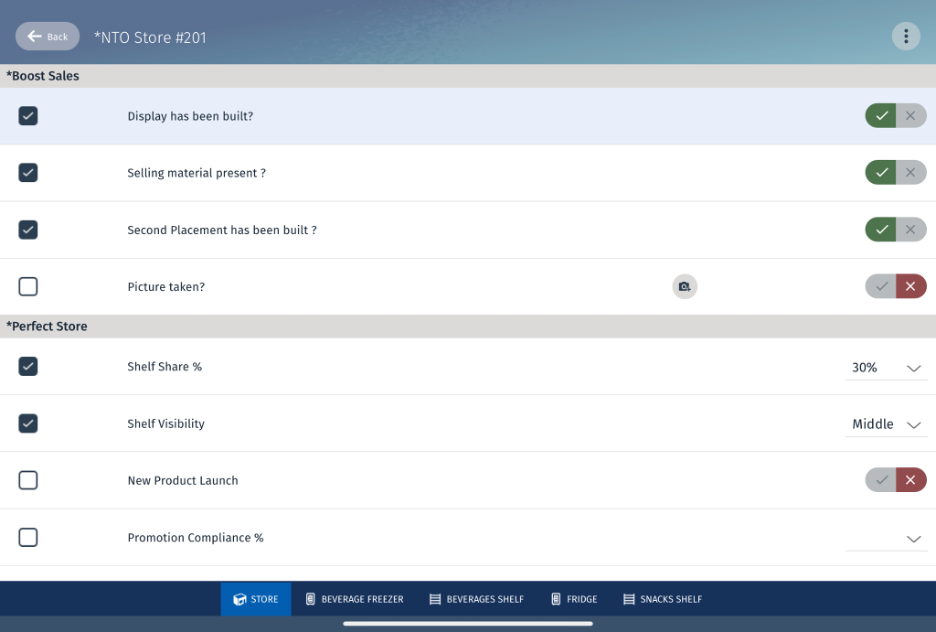 Back
*NTO Store #201
*Boost Sales
Display has been built?
Selling material present ?
Second Placement has been built ?
Picture taken?
*Perfect Store
Shelf Share %
30%
Shelf Visibility
Middle
New Product Launch
Promotion Compliance %
STORE
BEVERAGE FREEZER
BEVERAGES SHELF
FRIDGE
SNACKS SHELF